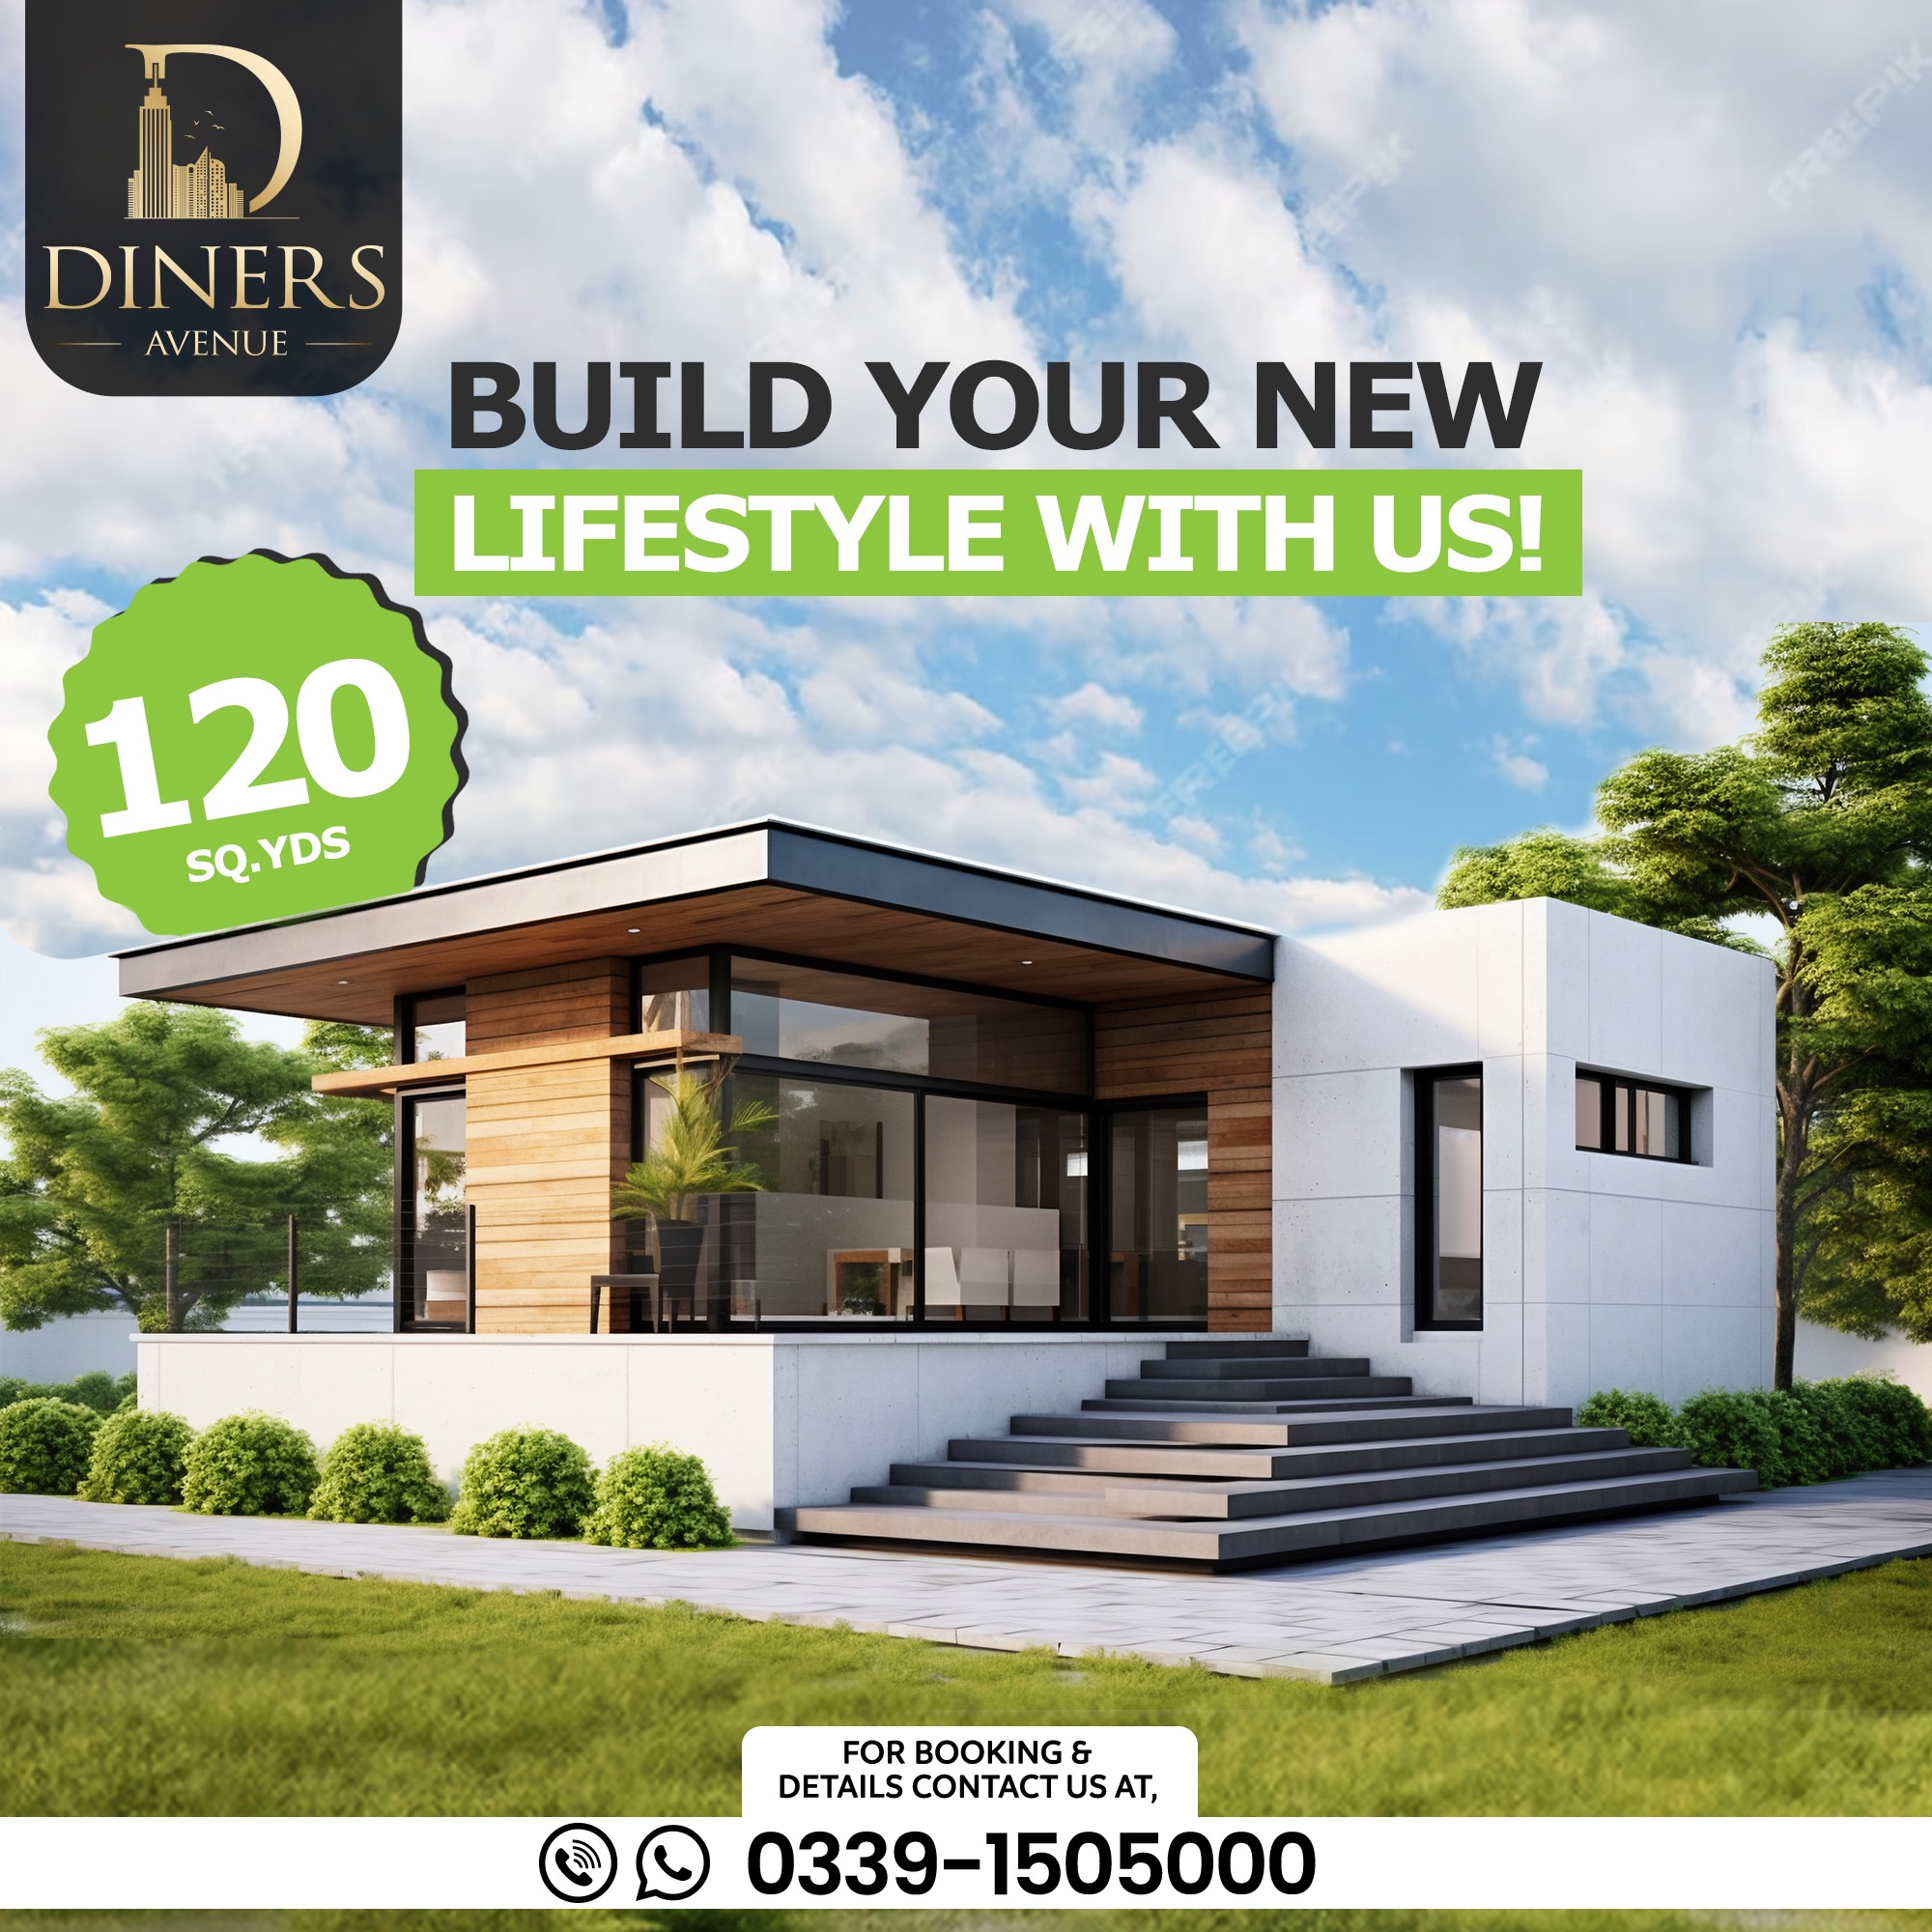 DINERS
AVENUE
BUILD YOUR NEW
LIFESTYLE WITH US!
120
SQ.YDS
FOR BOOKING &
DETAILS CONTACT US AT,
0339-1505000
FREEPIK